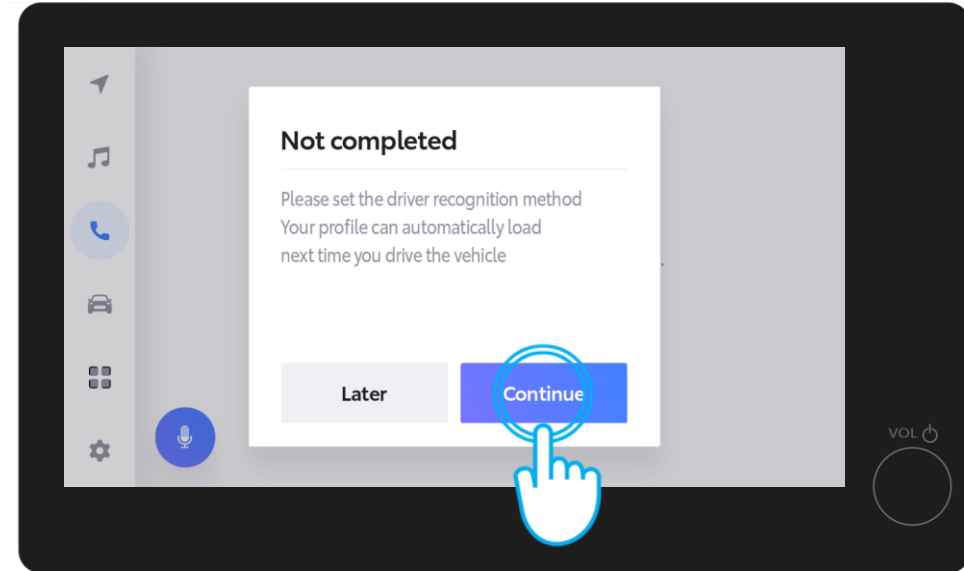 Not completed
Please set the driver recognition method
Your profile can automatically load
next time you drive the vehicle
Later
Continue
VOL